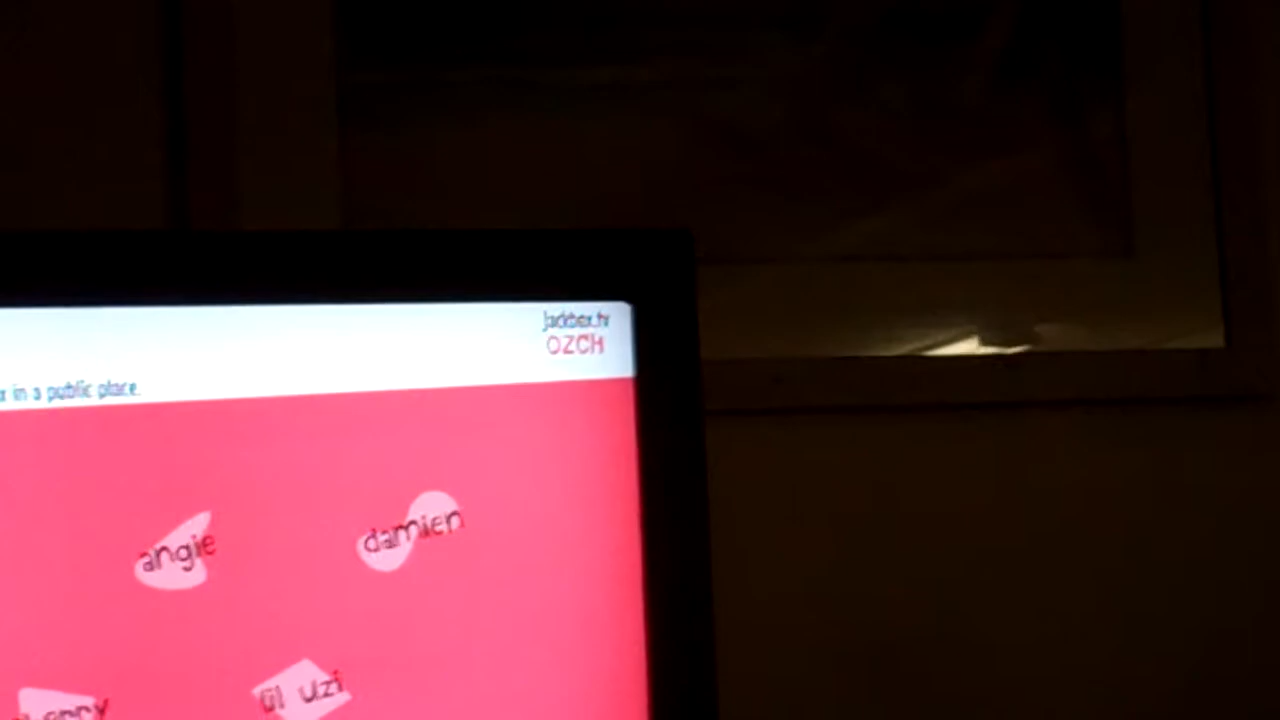 Jackbox.tv
OZCH
in a public place.
angie
damien
lil uzi